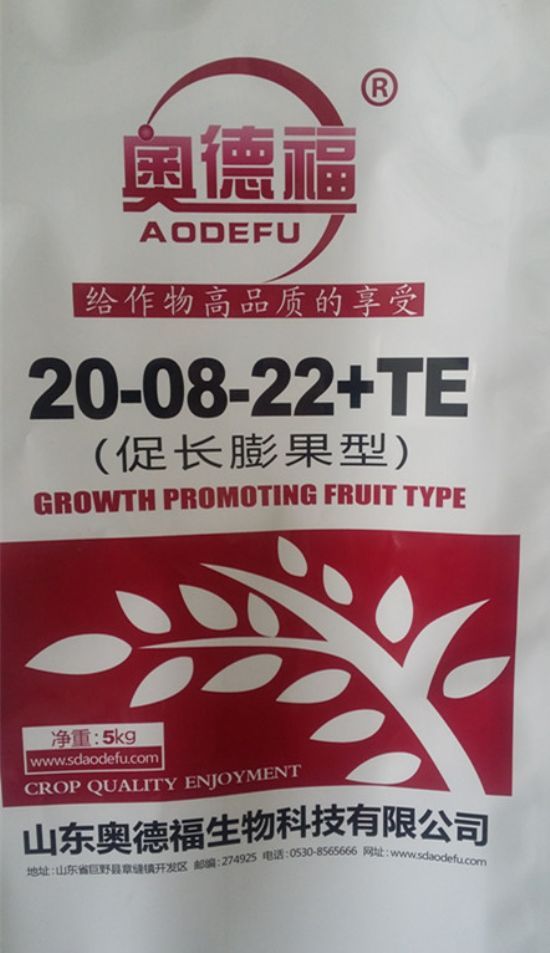 奥德福®
AODEFU
给作物高品质的享受
20-08-22+TE
(促长膨果型)
GROWTH PROMOTING FRUIT TYPE
净重:5kg
www.sdaodefu.com
CROP QUALITY ENJOYMENT
山东奥德福生物科技有限公司
地址:山东省巨野县章缝镇开发区 邮编:274925 电话:0530-8565666 网址:www.sdaodefu.com